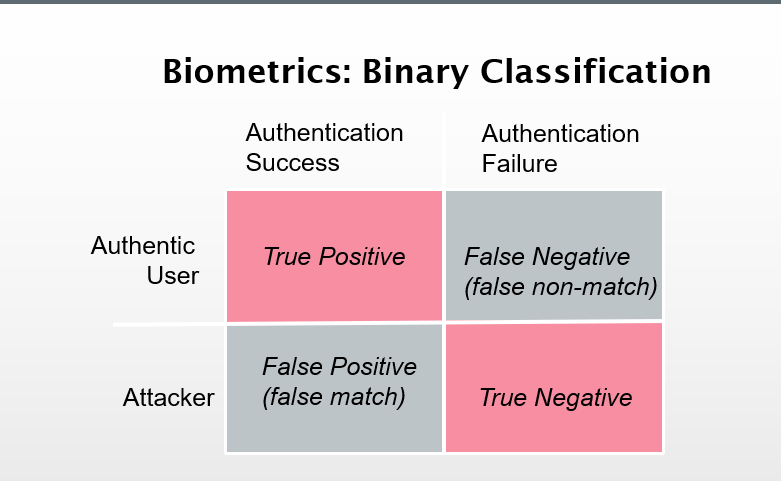 Biometrics: Binary Classification
Authentication
Success
Authentication
Failure
Authentic
User
True Positive
False Negative
(false non-match)
Attacker
False Positive
(false match)
True Negative